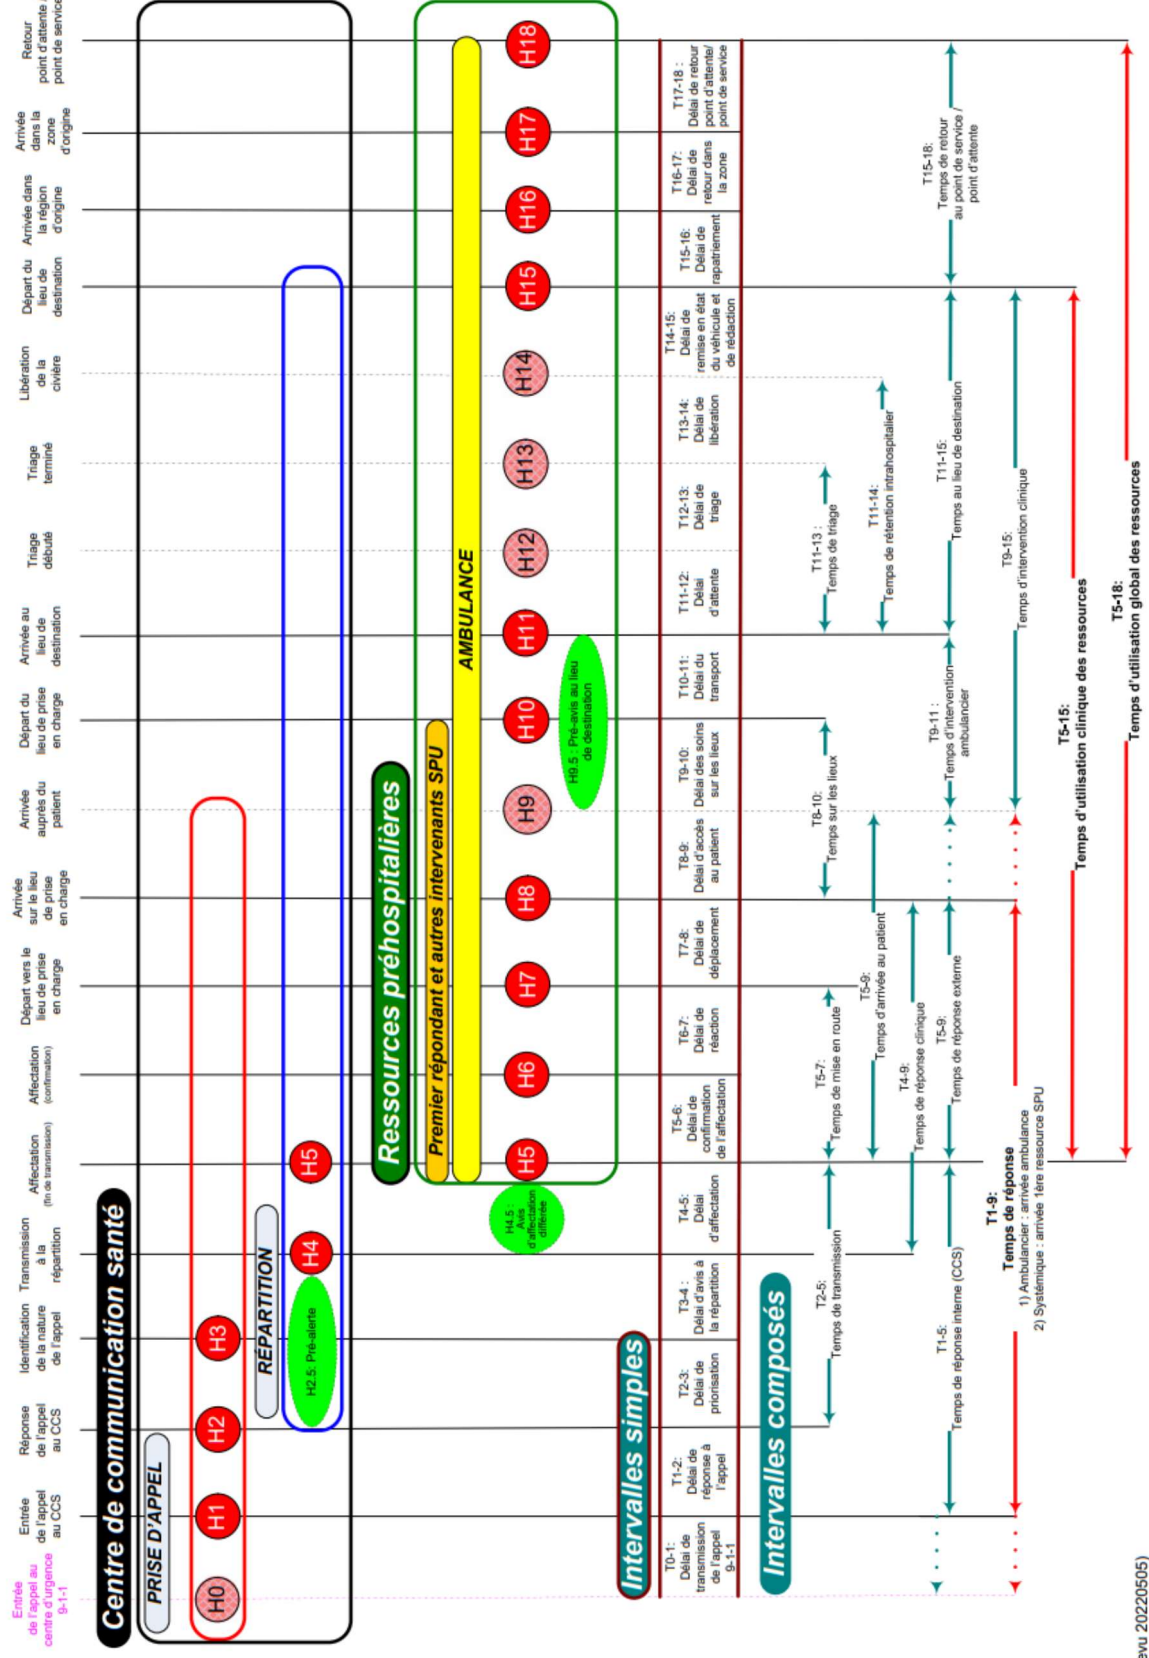 Entrée
de l'appel au
centre d'urgence
9-1-1
Entrée
de l'appel
au CCS
Réponse
de l'appel
au CCS
Identification
de la nature
de l'appel
Transmission
à la
répartition
Affectation
(fin de transmission)
Affectation
(confirmation)
Départ vers le
lieu de prise
en charge
Arrivée
sur le lieu
de prise
en charge
Arrivée
auprès du
patient
Départ du
lieu de prise
en charge
Arrivée au
lieu de
destination
Triage
débuté
Triage
terminé
Libération
de la
civière
Départ du
lieu de
destination
Arrivée dans
la région
d'origine
Arrivée
dans la
zone
d'origine
Retour
point d'attente /
point de service
Centre de communication santé
PRISE D'APPEL
H0
H1
H2
H3
RÉPARTITION
H2.5: Pré-alerte
H4
H5
Ressources préhospitalières
Premier répondant et autres intervenants SPU
AMBULANCE
H4.5 :
Avis
d'affectation
différée
H5
H6
H7
H8
H9
H10
H11
H12
H13
H14
H15
H16
H17
H18
H9.5 : Pré-avis au lieu
de destination
Intervalles simples
T0-1:
Délai de
transmission
de l'appel
9-1-1
T1-2:
Délai de
réponse à
l'appel
T2-3:
Délai de
priorisation
T3-4 :
Délai d'avis à
la répartition
T4-5:
Délai
d'affectation
T5-6:
Délai de
confirmation
de l'affectation
T6-7:
Délai de
réaction
T7-8:
Délai de
déplacement
T8-9:
Délai d'accès
au patient
T9-10:
Délai des soins
sur les lieux
T10-11:
Délai du
transport
T11-12:
Délai
d'attente
T12-13:
Délai de
triage
T13-14:
Délai de
libération
T14-15:
Délai de
remise en état
du véhicule et
de rédaction
T15-16:
Délai de
rapatriement
T16-17:
Délai de
retour dans
la zone
T17-18 :
Délai de retour
point d'attente/
point de service
Intervalles composés
T2-5:
Temps de transmission
T5-7:
Temps de mise en route
T8-10:
Temps sur les lieux
T11-13 :
Temps de triage
T5-9:
Temps d'arrivée au patient
T11-14:
Temps de rétention intrahospitalier
T4-9:
Temps de réponse clinique
T1-5:
Temps de réponse interne (CCS)
T5-9:
Temps de réponse externe
T9-11 :
Temps d'intervention
ambulancier
T11-15:
Temps au lieu de destination
T15-18:
Temps de retour
au point de service /
point d'attente
T1-9:
Temps de réponse
1) Ambulancier : arrivée ambulance
2) Systémique : arrivée 1ère ressource SPU
T9-15:
Temps d'intervention clinique
T5-15:
Temps d'utilisation clinique des ressources
T5-18:
Temps d'utilisation global des ressources
evu 20220505)